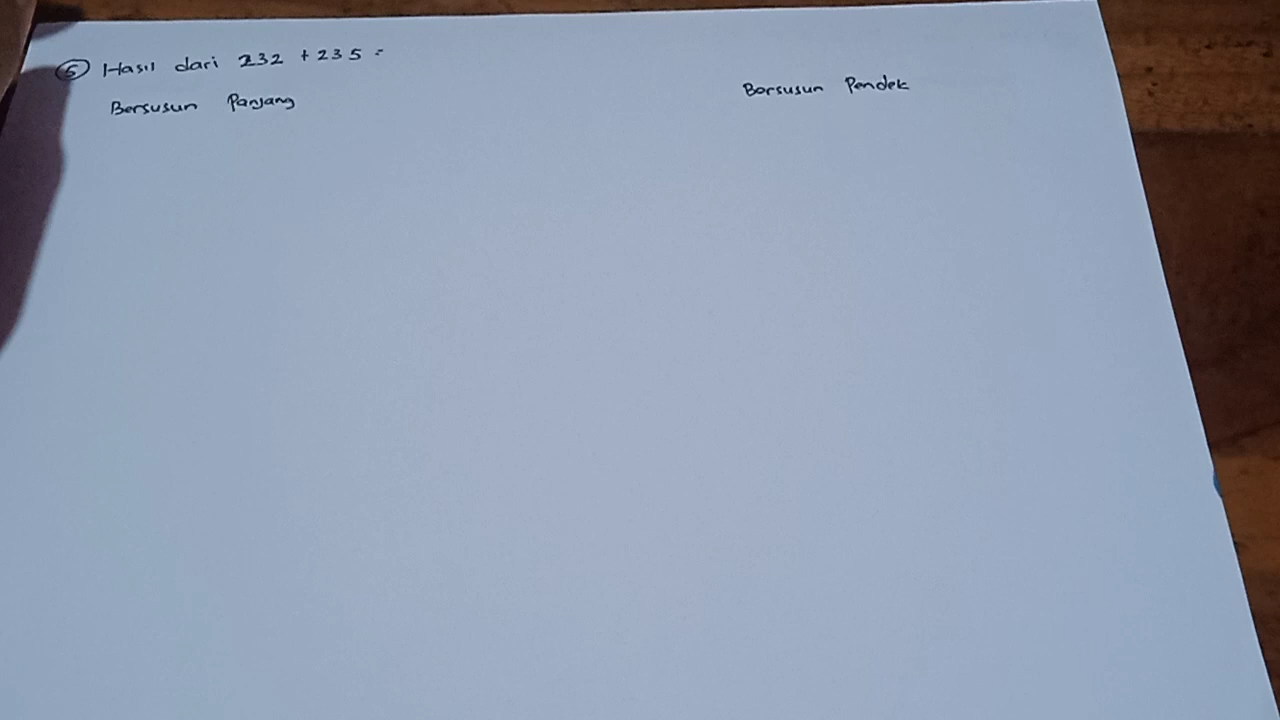 5 Hasil dari 232 + 235 =
Bersusun Panjang
Bersusun Pendek